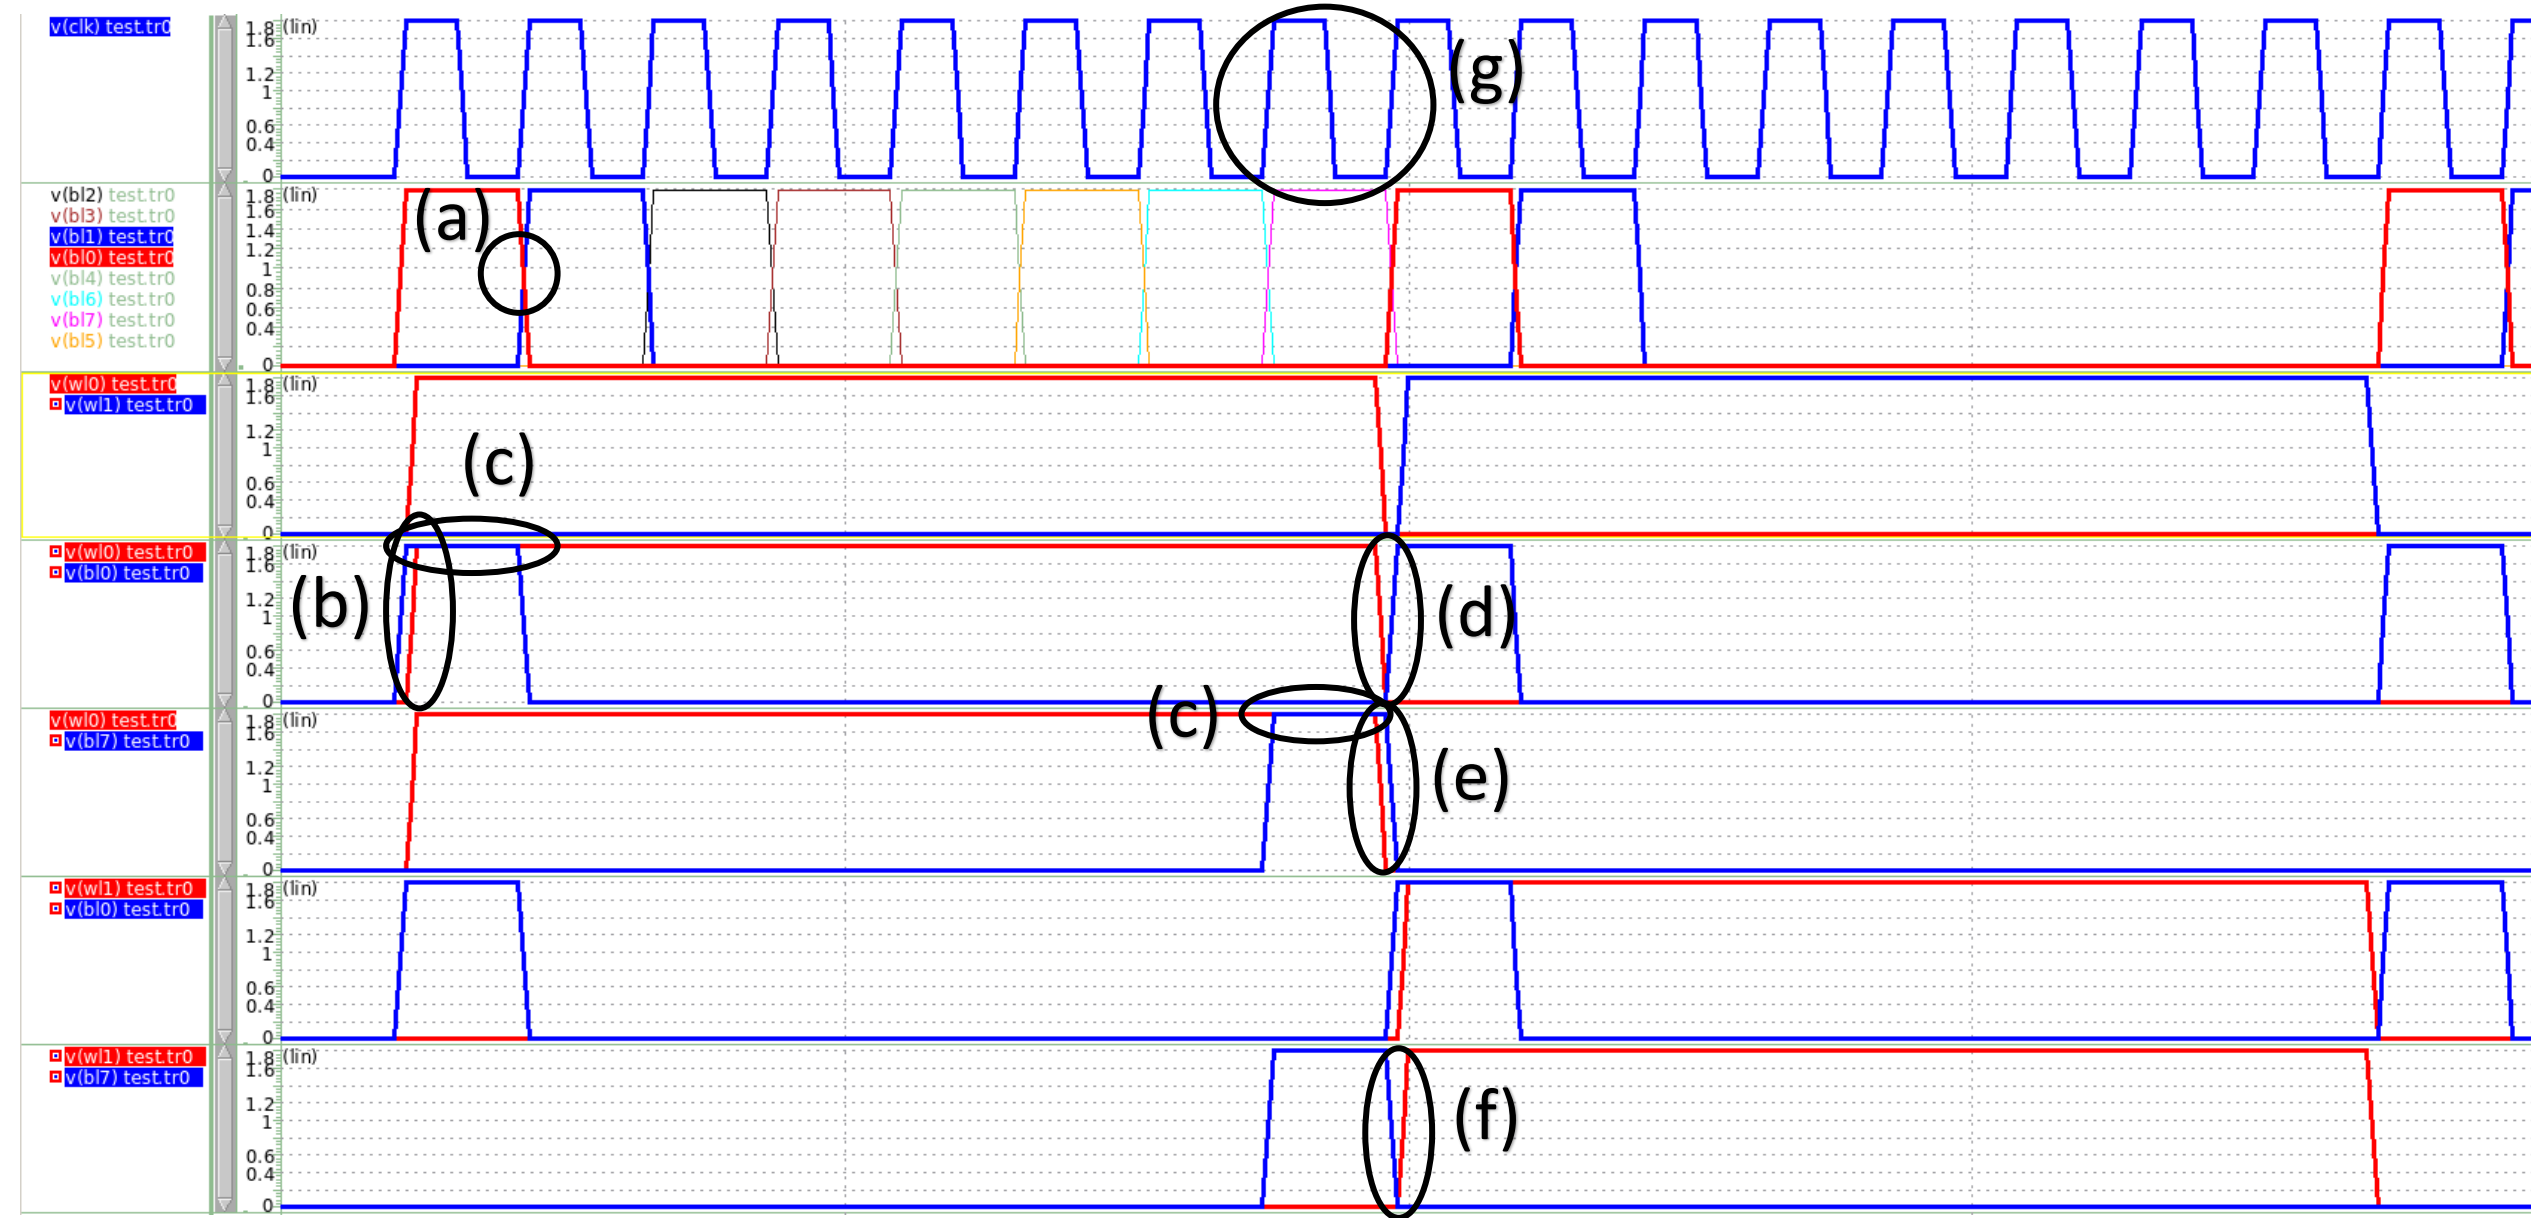 v(clk) test.tr0
1.8 (lin)
1.6
1.2
1
0.6
0.4
0
(g)
v(bl2) test.tr0
v(bl3) test.tr0
v(bl1) test.tr0
v(bl0) test.tr0
v(bl4) test.tr0
v(bl6) test.tr0
v(bl7) test.tr0
v(bl5) test.tr0
1.8 (lin)
1.6
1.4
1.2
1
0.8
0.6
0.4
0
(a)
v(wl0) test.tr0
v(wl1) test.tr0
1.8 (lin)
1.6
1.2
1
0.6
0.4
0
(c)
v(wl0) test.tr0
v(bl0) test.tr0
1.8 (lin)
1.6
1.2
1
0.6
0.4
0
(b)
(d)
v(wl0) test.tr0
v(bl7) test.tr0
1.8 (lin)
1.6
1.2
1
0.6
0.4
0
(c)
(e)
v(wl1) test.tr0
v(bl0) test.tr0
1.8 (lin)
1.6
1.2
1
0.6
0.4
0
v(wl1) test.tr0
v(bl7) test.tr0
1.8 (lin)
1.6
1.2
1
0.6
0.4
0
(f)